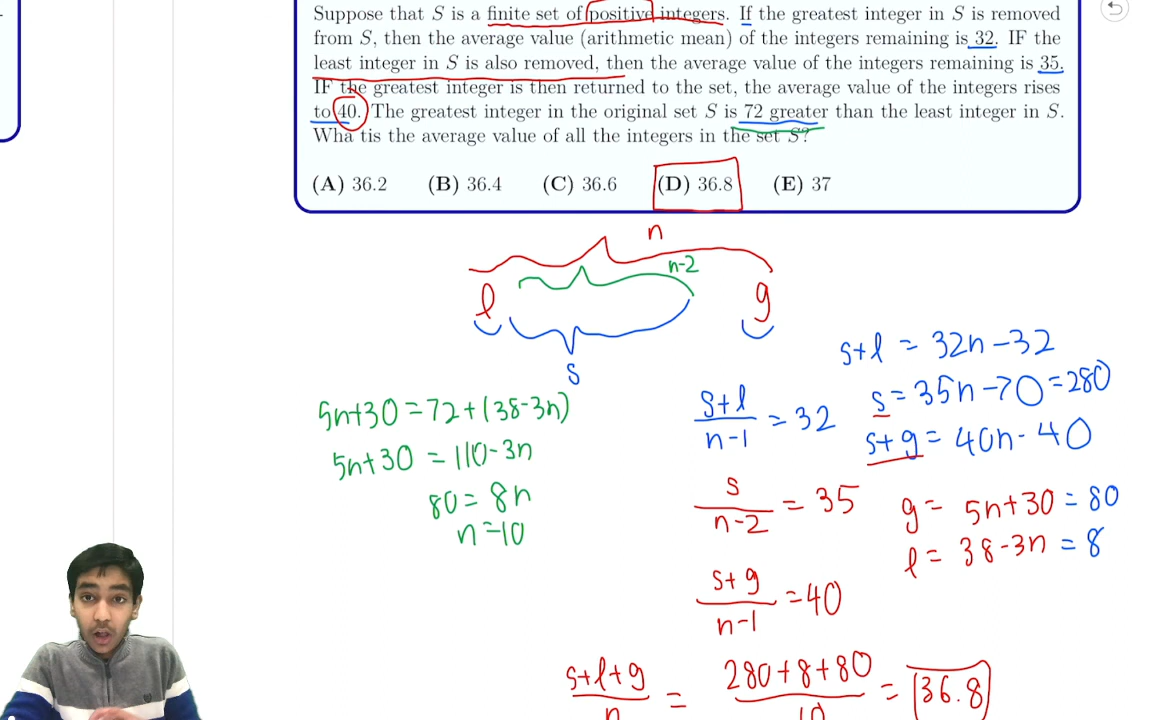 Suppose that S is a finite set of positive integers. If the greatest integer in S is removed
from S, then the average value (arithmetic mean) of the integers remaining is 32. IF the
least integer in S is also removed, then the average value of the integers remaining is 35.
IF the greatest integer is then returned to the set, the average value of the integers rises
to 40. The greatest integer in the original set S is 72 greater than the least integer in S.
Wha tis the average value of all the integers in the set S?
(A) 36.2 (B) 36.4 (C) 36.6 (D) 36.8 (E) 37
n
n-2
l g
s
5n+30=72+(38-3n)
5n+30=110-3n
80=8n
n=10
s+l/n-1=32
s/n-2=35
s+g/n-1=40
s+l=32n-32
s=35n-70=280
s+g=40n-40
g=5n+30=80
l=38-3n=8
s+l+g/n=280+8+80/10=36.8